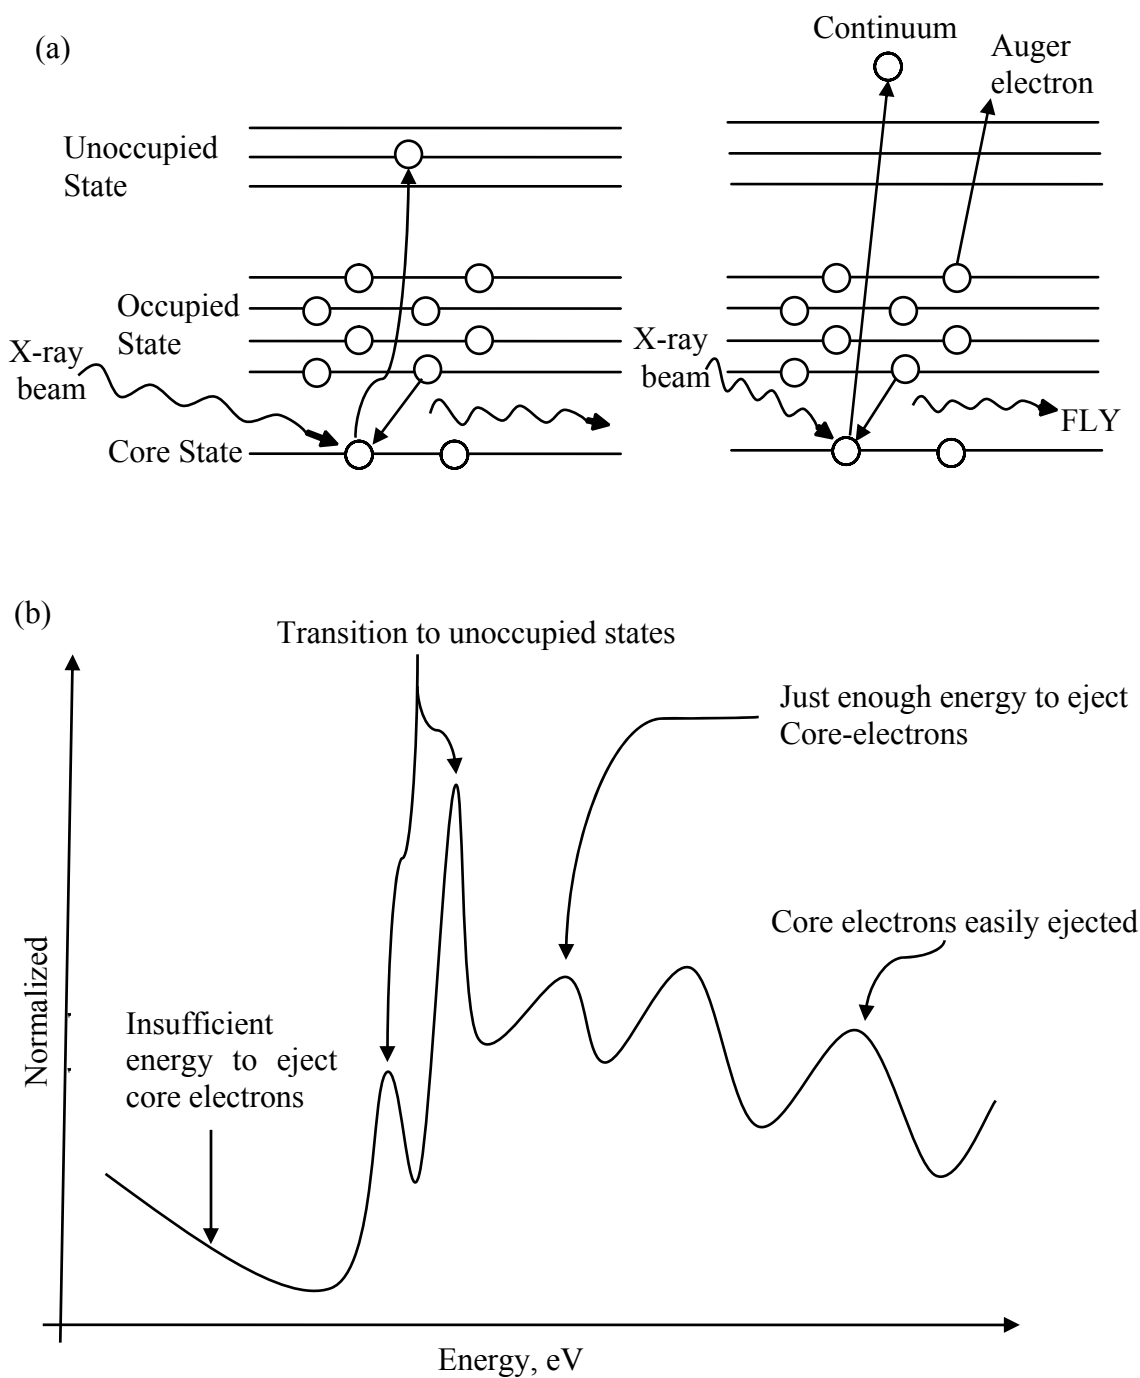 (a)
Continuum
Auger
electron
Unoccupied
State
Occupied
State
X-ray
beam
Core State
X-ray
beam
FLY
(b)
Transition to unoccupied states
Just enough energy to eject
Core-electrons
Core electrons easily ejected
Insufficient
energy to eject
core electrons
Normalized
Energy, eV